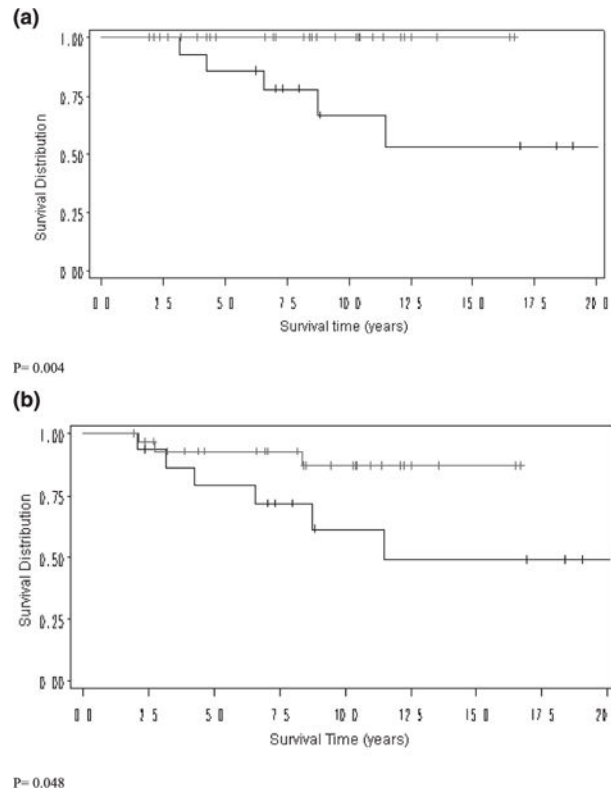 (a)
1.00
0.75
0.50
0.25
0.00
Survival Distribution
0.0 2.5 5.0 7.5 10.0 12.5 15.0 17.5 20.0
Survival time (years)
P= 0.004
(b)
1.00
0.75
0.50
0.25
0.00
Survival Distribution
0.0 2.5 5.0 7.5 10.0 12.5 15.0 17.5 20
Survival Time (years)
P= 0.048